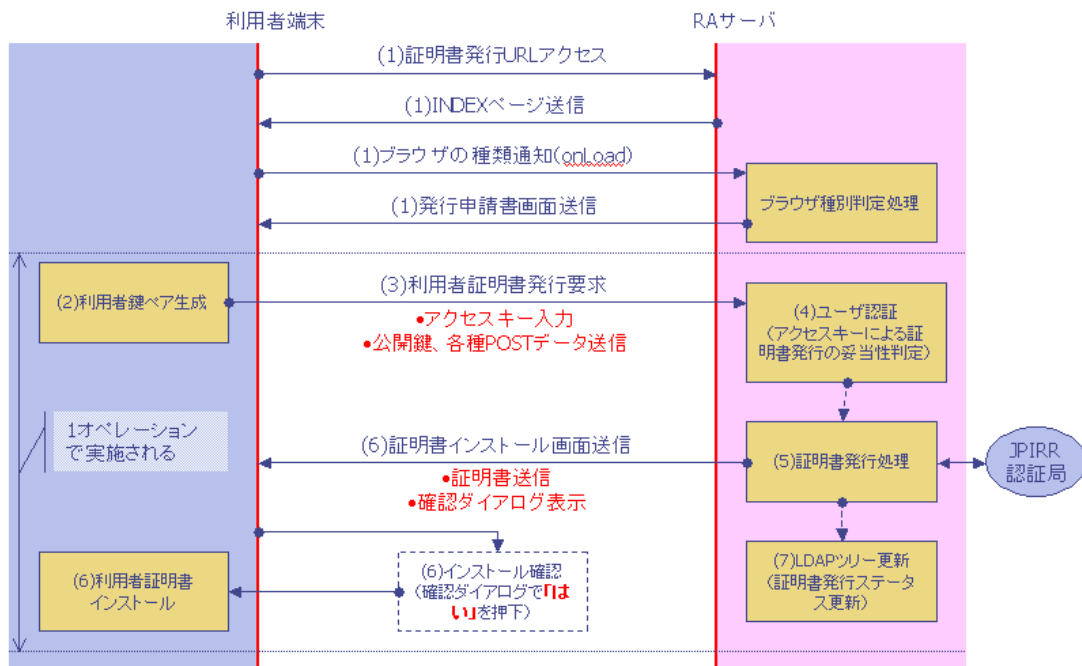 利用者端末
RAサーバ
(1)証明書発行URLアクセス
(1)INDEXページ送信
(1)ブラウザの種類通知(onLoad)
ブラウザ種別判定処理
(1)発行申請書画面送信
(2)利用者鍵ペア生成
(3)利用者証明書発行要求
•アクセスキー入力
•公開鍵、各種POSTデータ送信
(4)ユーザ認証
(アクセスキーによる証
明書発行の妥当性判定)
1オペレーション
で実施される
(6)証明書インストール画面送信
•証明書送信
•確認ダイアログ表示
(5)証明書発行処理
JPIRR
認証局
(6)利用者証明書
インストール
(6)インストール確認
(確認ダイアログで「は
い」を押下)
(7)LDAPツリー更新
(証明書発行ステータ
ス更新)